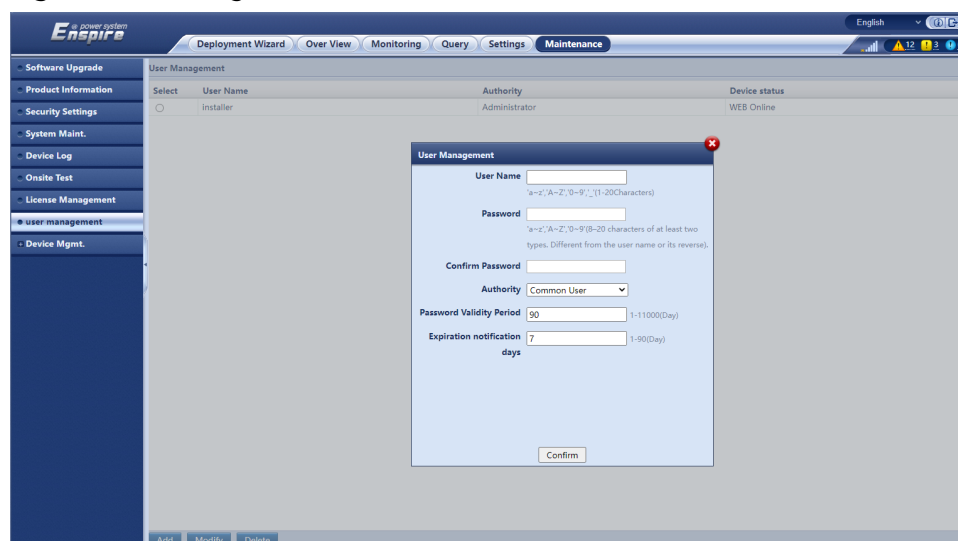 e power system
Enspire
English
Deployment Wizard Over View Monitoring Query Settings Maintenance
12 3
Software Upgrade
Product Information
Security Settings
System Maint.
Device Log
Onsite Test
License Management
user management
Device Mgmt.
User Management
Select User Name Authority Device status
Installer Administrator WEB Online
User Management
User Name
'a~z','A~Z','0~9','_'(1-20Characters)
Password
'a~z','A~Z','0~9'(8~20 characters of at least two
types. Different from the user name or its reverse).
Confirm Password
Authority Common User
Password Validity Period 90 1-11000(Day)
Expiration notification 7 1-90(Day)
days
Confirm
Add Modify Delete